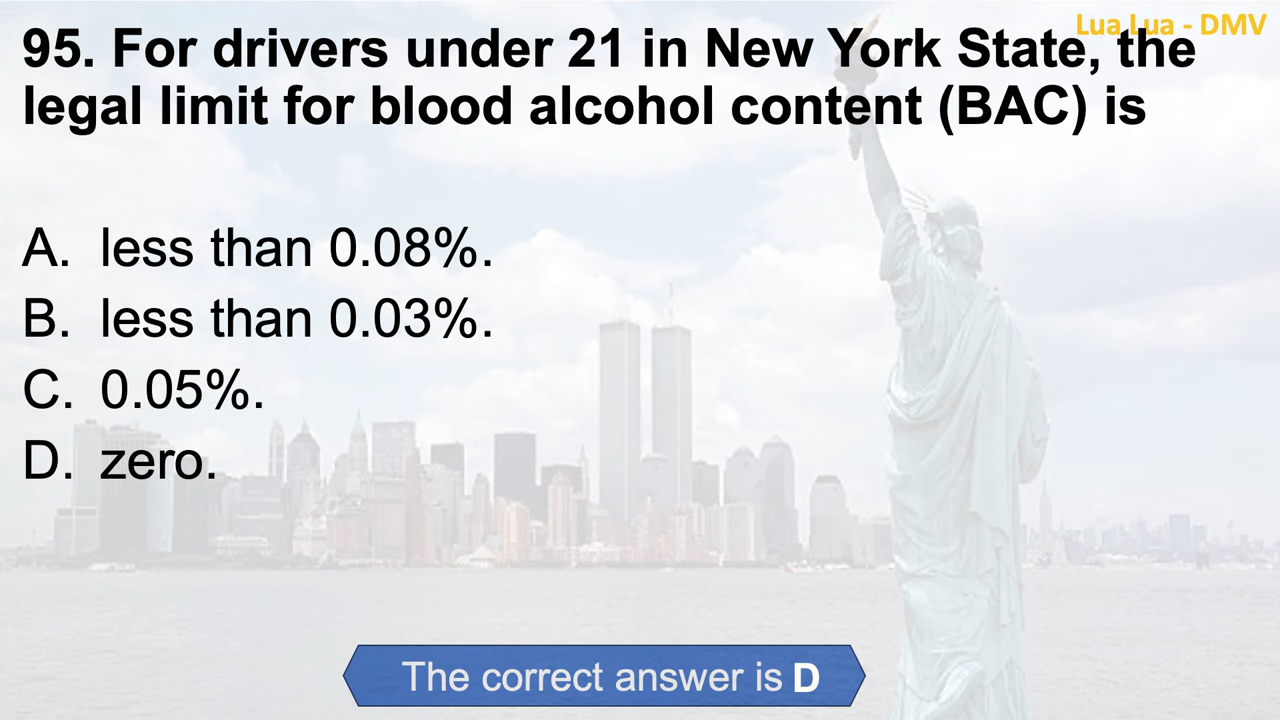 Lua Lua - DMV
95. For drivers under 21 in New York State, the
legal limit for blood alcohol content (BAC) is
A. less than 0.08%.
B. less than 0.03%.
C. 0.05%.
D. zero.
The correct answer is D